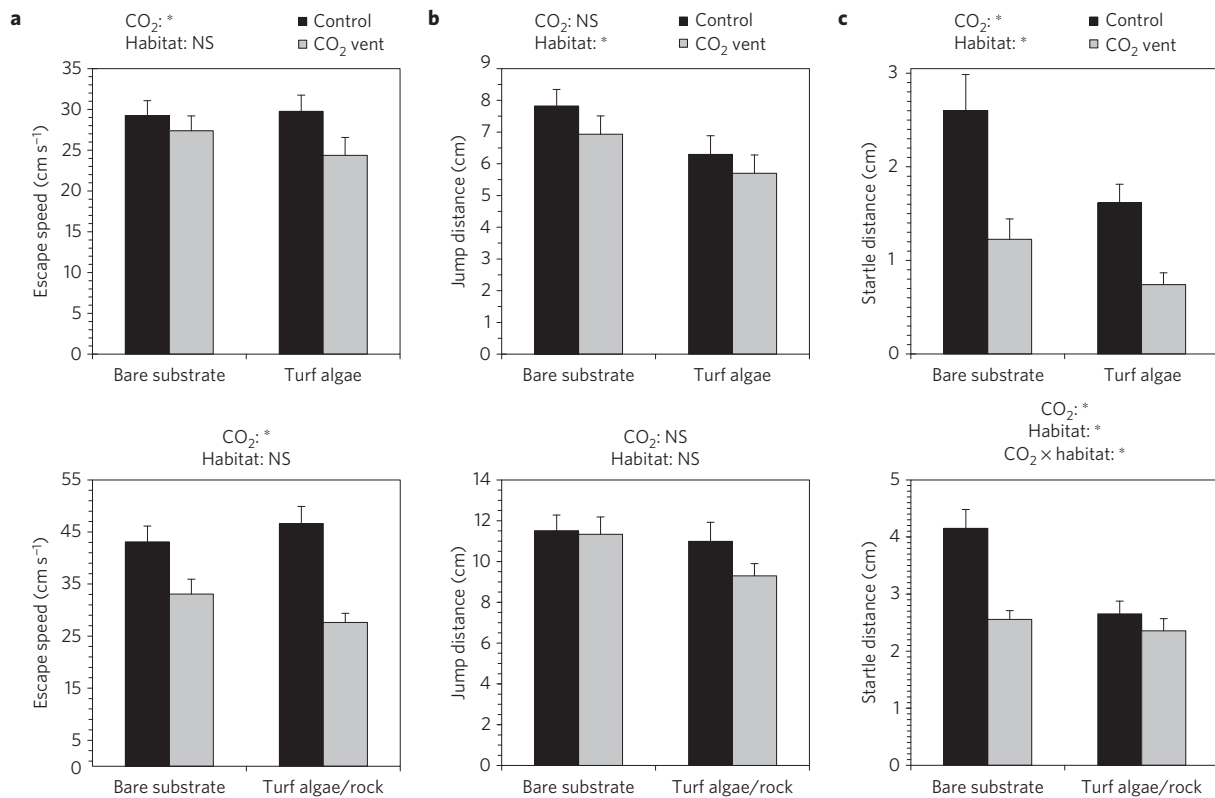 a
CO₂: *
Habitat: NS
Control
CO₂ vent
Escape speed (cm s⁻¹)
35
30
25
20
15
10
5
0
Bare substrate
Turf algae
b
CO₂: NS
Habitat: *
Control
CO₂ vent
Jump distance (cm)
9
8
7
6
5
4
3
2
1
0
Bare substrate
Turf algae
c
CO₂: *
Habitat: *
Control
CO₂ vent
Startle distance (cm)
3
2
1
0
Bare substrate
Turf algae
CO₂: *
Habitat: NS
Escape speed (cm s⁻¹)
55
45
35
25
15
5
0
Bare substrate
Turf algae/rock
CO₂: NS
Habitat: NS
Jump distance (cm)
14
12
10
8
6
4
2
0
Bare substrate
Turf algae/rock
CO₂: *
Habitat: *
CO₂ × habitat: *
Startle distance (cm)
5
4
3
2
1
0
Bare substrate
Turf algae/rock